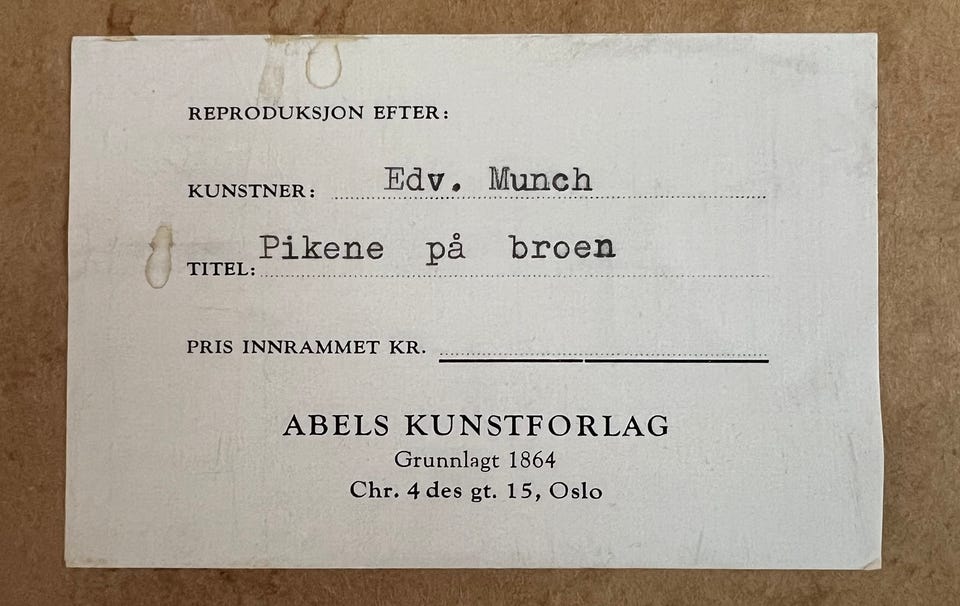 REPRODUKSJON EFTER:
KUNSTNER: Edv. Munch
TITEL: Pikene på broen
PRIS INNRAMMET KR.
ABELS KUNSTFORLAG
Grunnlagt 1864
Chr. 4 des gt. 15, Oslo